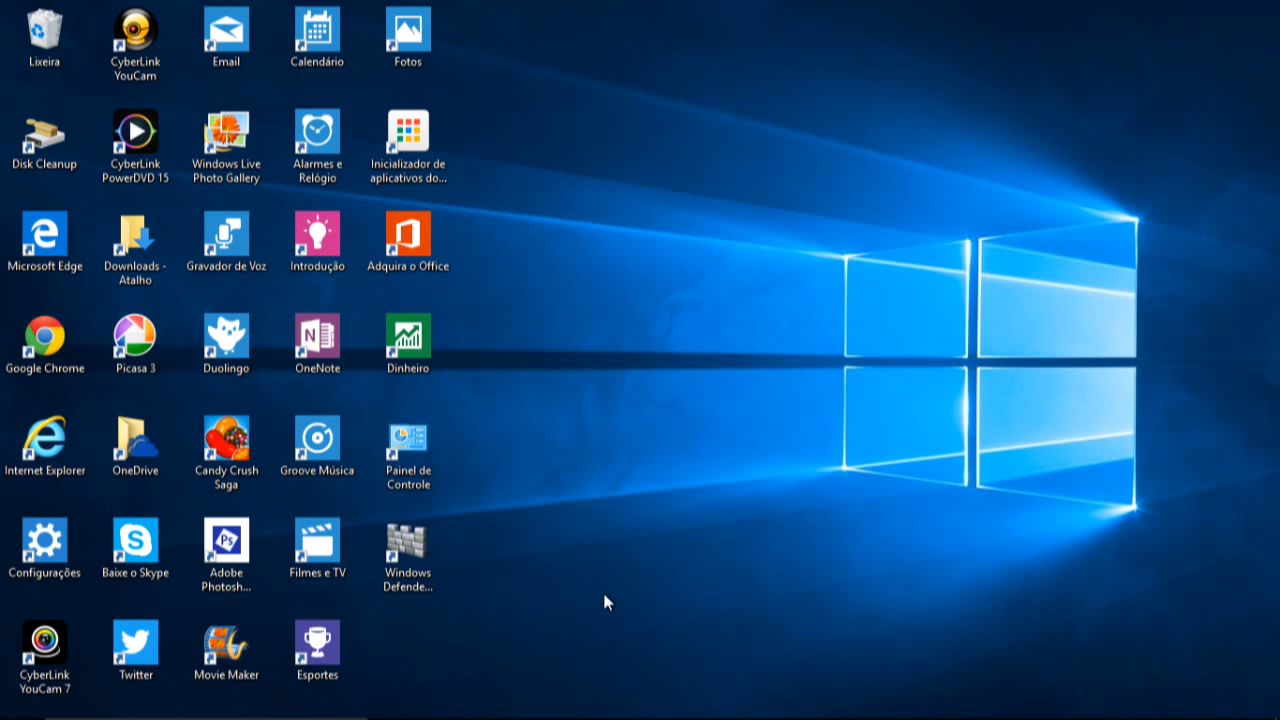 Lixeira
CyberLink
YouCam
Email
Calendário
Fotos
Disk Cleanup
CyberLink
PowerDVD 15
Windows Live
Photo Gallery
Alarmes e
Relógio
Inicializador de
aplicativos do...
Microsoft Edge
Downloads -
Atalho
Gravador de Voz
Introdução
Adquira o Office
Google Chrome
Picasa 3
Duolingo
OneNote
Dinheiro
Internet Explorer
OneDrive
Candy Crush
Saga
Groove Música
Painel de
Controle
Configurações
Baixe o Skype
Adobe
Photosh...
Filmes e TV
Windows
Defende...
CyberLink
YouCam 7
Twitter
Movie Maker
Esportes